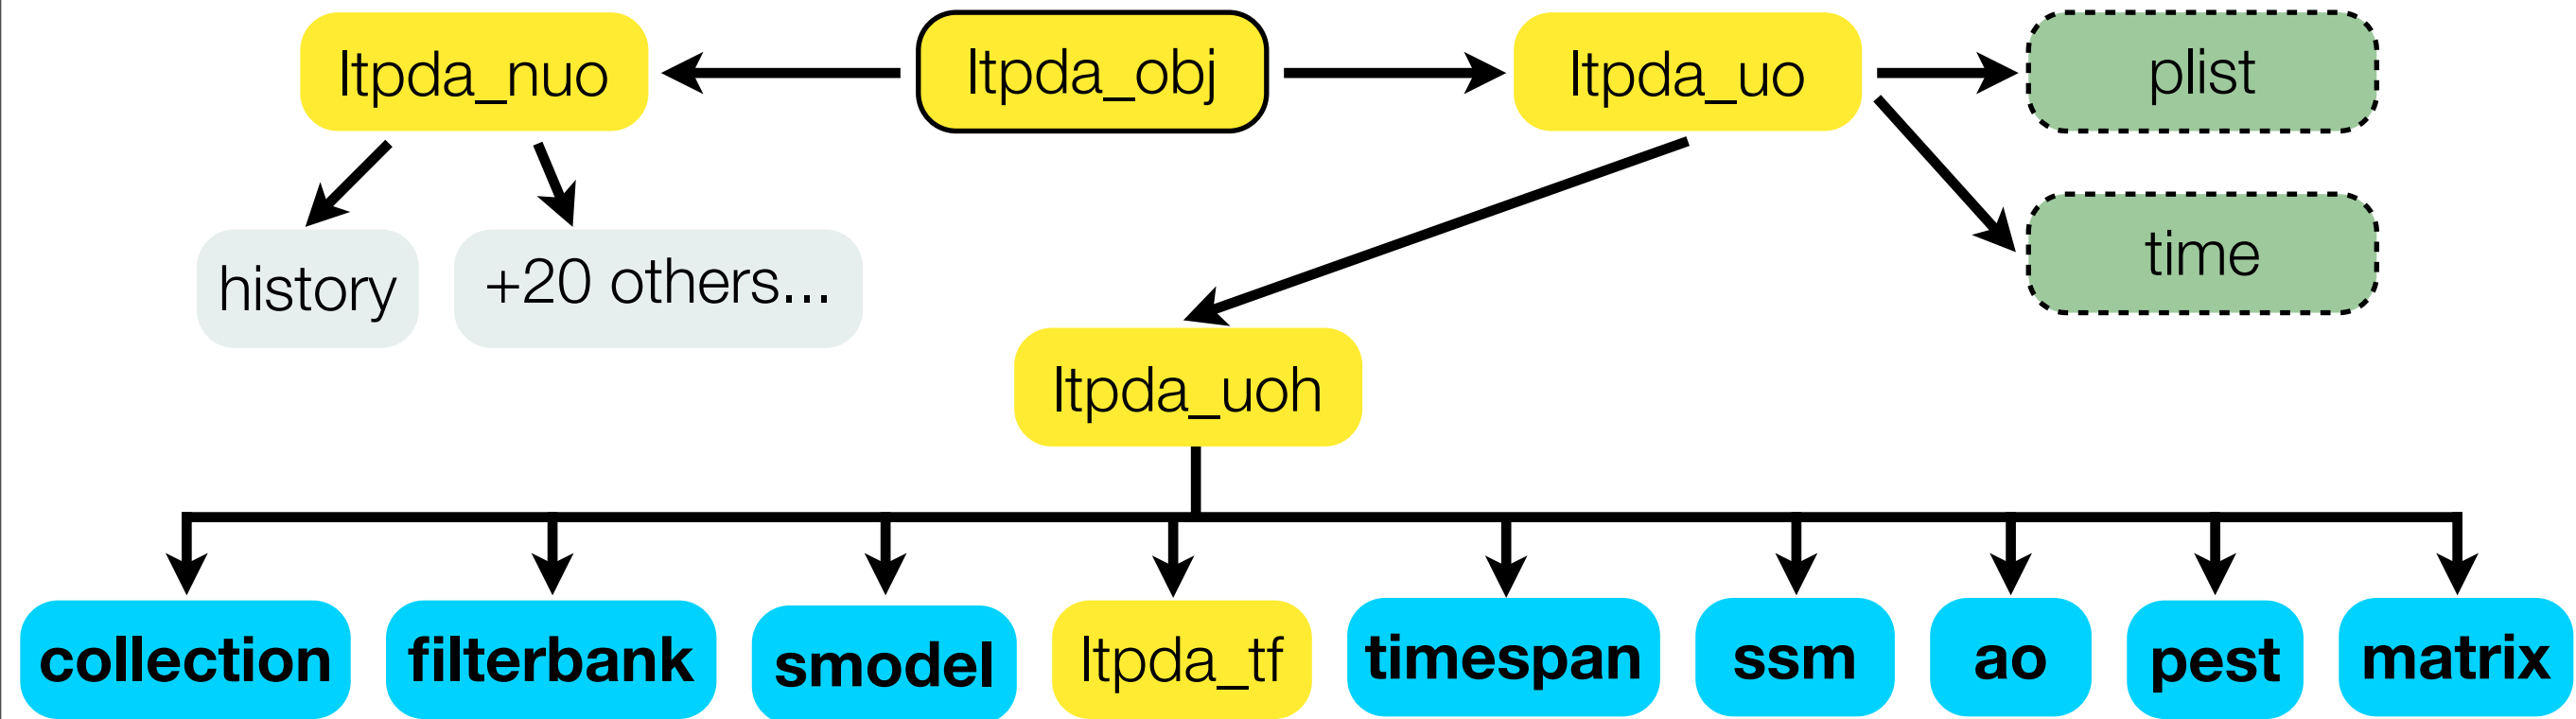 ltpda_nuo
ltpda_obj
ltpda_uo
plist
time
history
+20 others...
ltpda_uoh
collection
filterbank
smodel
ltpda_tf
timespan
ssm
ao
pest
matrix